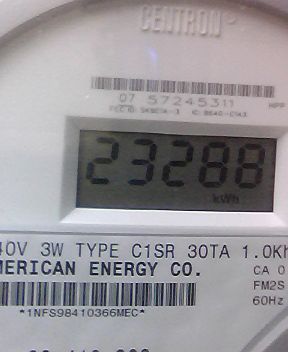 CENTRON
07 57245311
HPP
23288
kWh
40V 3W TYPE C1SR 30TA 1.0Kh
MERICAN ENERGY CO.
CA 0
FM2S
60Hz
*1NFS98410366MEC*